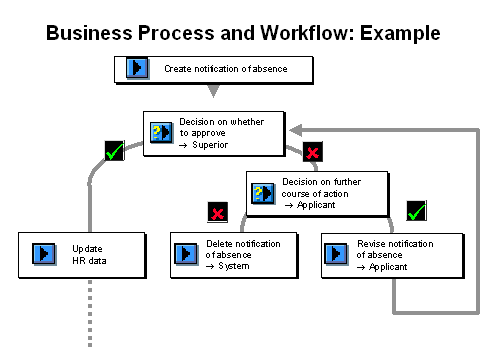 Business Process and Workflow: Example
Create notification of absence
Decision on whether
to approve
→ Superior
Decision on further
course of action
→ Applicant
Update
HR data
Delete notification
of absence
→ System
Revise notification
of absence
→ Applicant